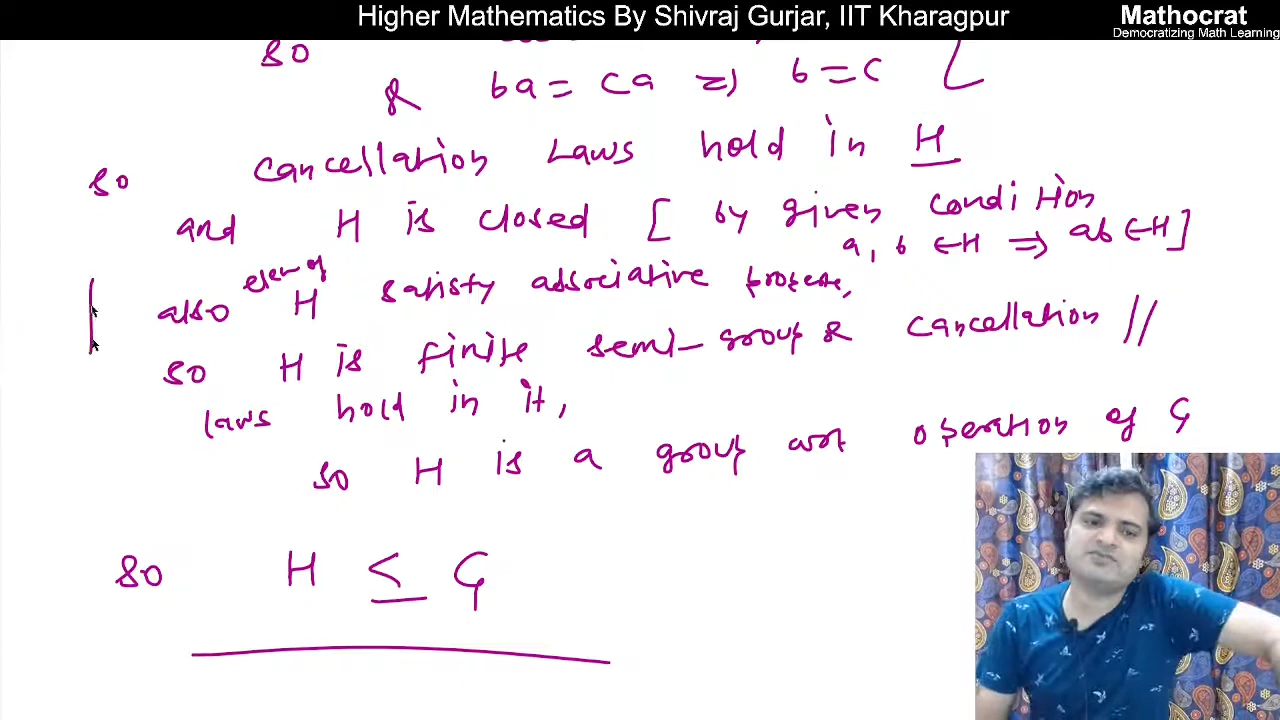 Higher Mathematics By Shivraj Gurjar, IIT Kharagpur
Mathocrat
Democratizing Math Learning
so
& ba = ca => b = c
so cancellation Laws hold in H
and H is closed [ by given condition
a, b ∈ H => ab ∈ H ]
also elem of H satisfy associative
so H is finite semi-group & cancellation //
laws hold in it,
so H is a group wrt operation of G
so H ≤ G